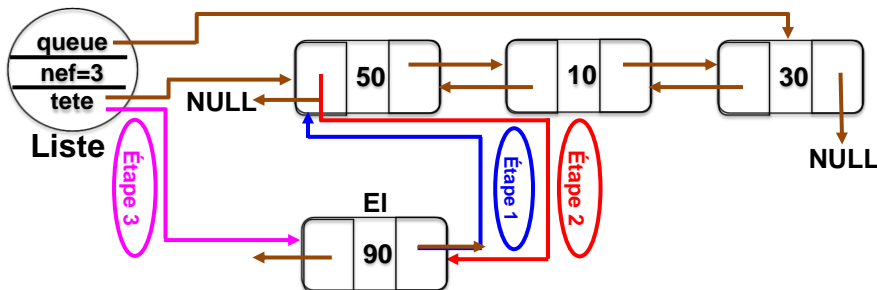 queue
nef=3
tete
Liste
NULL
50
10
30
NULL
Étape 3
Étape 1
Étape 2
El
90